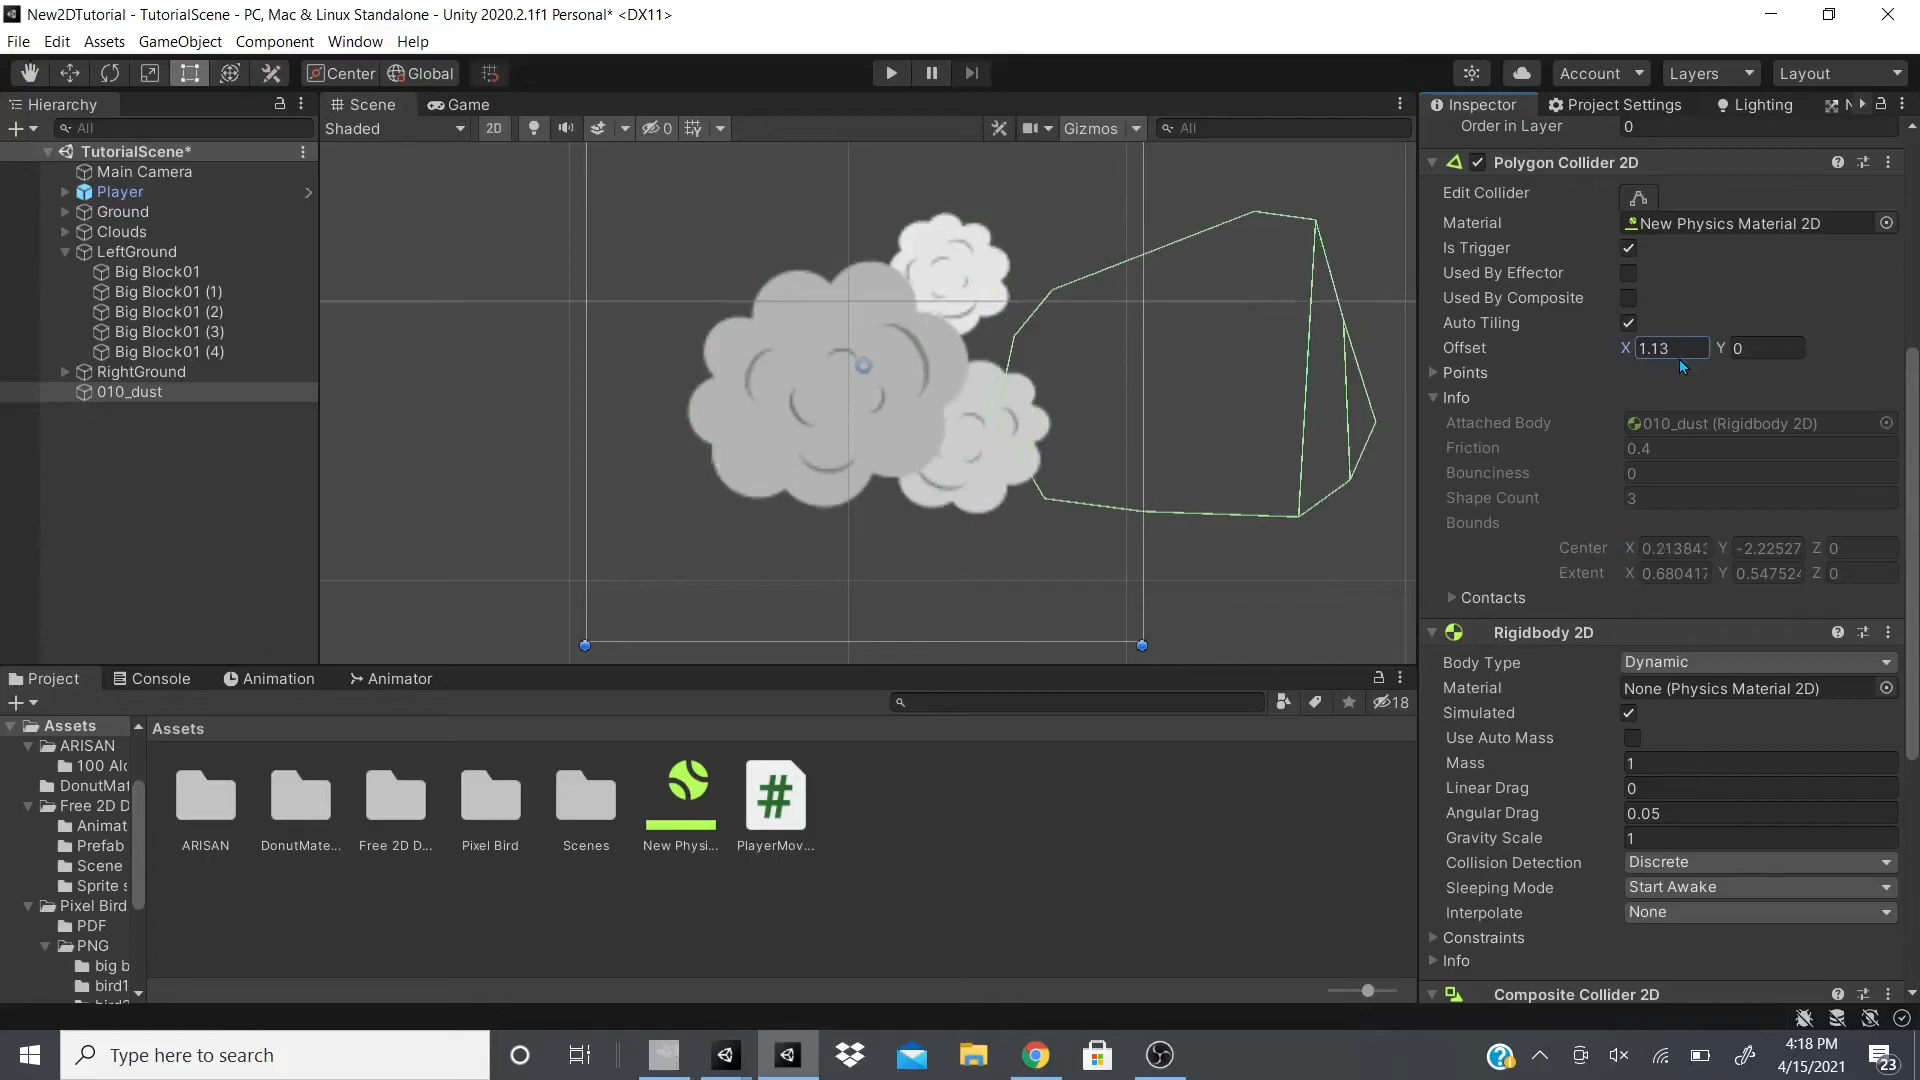 New2DTutorial - TutorialScene - PC, Mac & Linux Standalone - Unity 2020.2.1f1 Personal* <DX11>
File Edit Assets GameObject Component Window Help
Center Global Account Layers Layout
Hierarchy
All
TutorialScene*
Main Camera
Player
Ground
Clouds
LeftGround
Big Block01
Big Block01 (1)
Big Block01 (2)
Big Block01 (3)
Big Block01 (4)
RightGround
010_dust
Scene Game
Shaded 2D 0 Gizmos All
Inspector Project Settings Lighting
Order in Layer 0
Polygon Collider 2D
Edit Collider
Material New Physics Material 2D
Is Trigger
Used By Effector
Used By Composite
Auto Tiling
Offset X 1.13 Y 0
Points
Info
Attached Body 010_dust (Rigidbody 2D)
Friction 0.4
Bounciness 0
Shape Count 3
Bounds
Center X 0.21384 Y -2.22527 Z 0
Extent X 0.680417 Y 0.547524 Z 0
Contacts
Rigidbody 2D
Body Type Dynamic
Material None (Physics Material 2D)
Simulated
Use Auto Mass
Mass 1
Linear Drag 0
Angular Drag 0.05
Gravity Scale 1
Collision Detection Discrete
Sleeping Mode Start Awake
Interpolate None
Constraints
Info
Composite Collider 2D
Project Console Animation Animator
18
Assets
ARISAN
100 Alc
DonutMat
Free 2D D
Animat
Prefab
Scene
Sprite s
Pixel Bird
PDF
PNG
big b
bird1
Assets
ARISAN DonutMate... Free 2D D... Pixel Bird Scenes New Physi... PlayerMov...
Type here to search
4:18 PM
4/15/2021
23